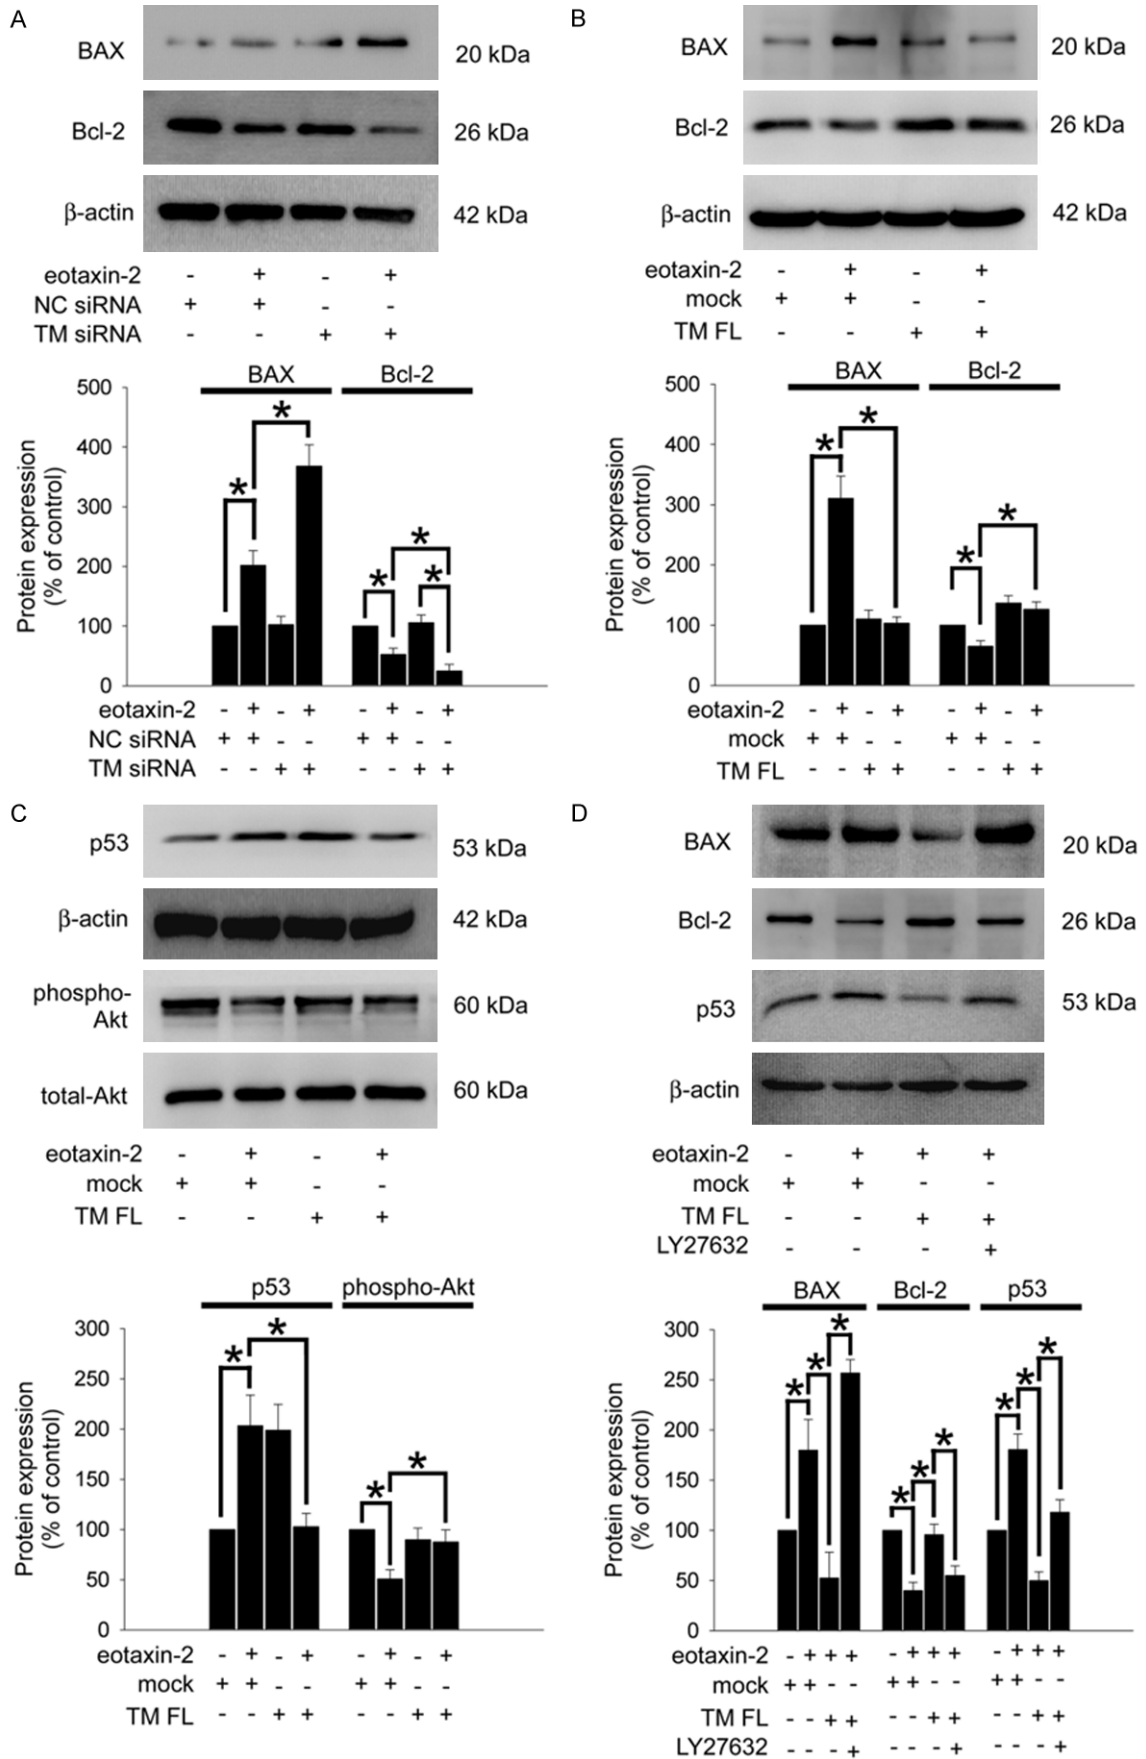 A
BAX 20 kDa
Bcl-2 26 kDa
β-actin 42 kDa
eotaxin-2 - + - +
NC siRNA + + - -
TM siRNA - - + +
BAX Bcl-2
Protein expression
(% of control)
500
400
300
200
100
0
* * * * *
eotaxin-2 - + - + - + - +
NC siRNA + + - - + + - -
TM siRNA - - + + - - + +
B
BAX 20 kDa
Bcl-2 26 kDa
β-actin 42 kDa
eotaxin-2 - + - +
mock + + - -
TM FL - - + +
BAX Bcl-2
Protein expression
(% of control)
500
400
300
200
100
0
* * * *
eotaxin-2 - + - + - + - +
mock + + - - + + - -
TM FL - - + + - - + +
C
p53 53 kDa
β-actin 42 kDa
phospho-
Akt 60 kDa
total-Akt 60 kDa
eotaxin-2 - + - +
mock + + - -
TM FL - - + +
p53 phospho-Akt
Protein expression
(% of control)
300
250
200
150
100
50
0
* * * *
eotaxin-2 - + - + - + - +
mock + + - - + + - -
TM FL - - + + - - + +
D
BAX 20 kDa
Bcl-2 26 kDa
p53 53 kDa
β-actin
eotaxin-2 - + + +
mock + + - -
TM FL - - + +
LY27632 - - - +
BAX Bcl-2 p53
Protein expression
(% of control)
300
250
200
150
100
50
0
* * * * * * * * *
eotaxin-2 - + + + - + + + - + + +
mock + + - - + + - - + + - -
TM FL - - + + - - + + - - + +
LY27632 - - - + - - - + - - - +